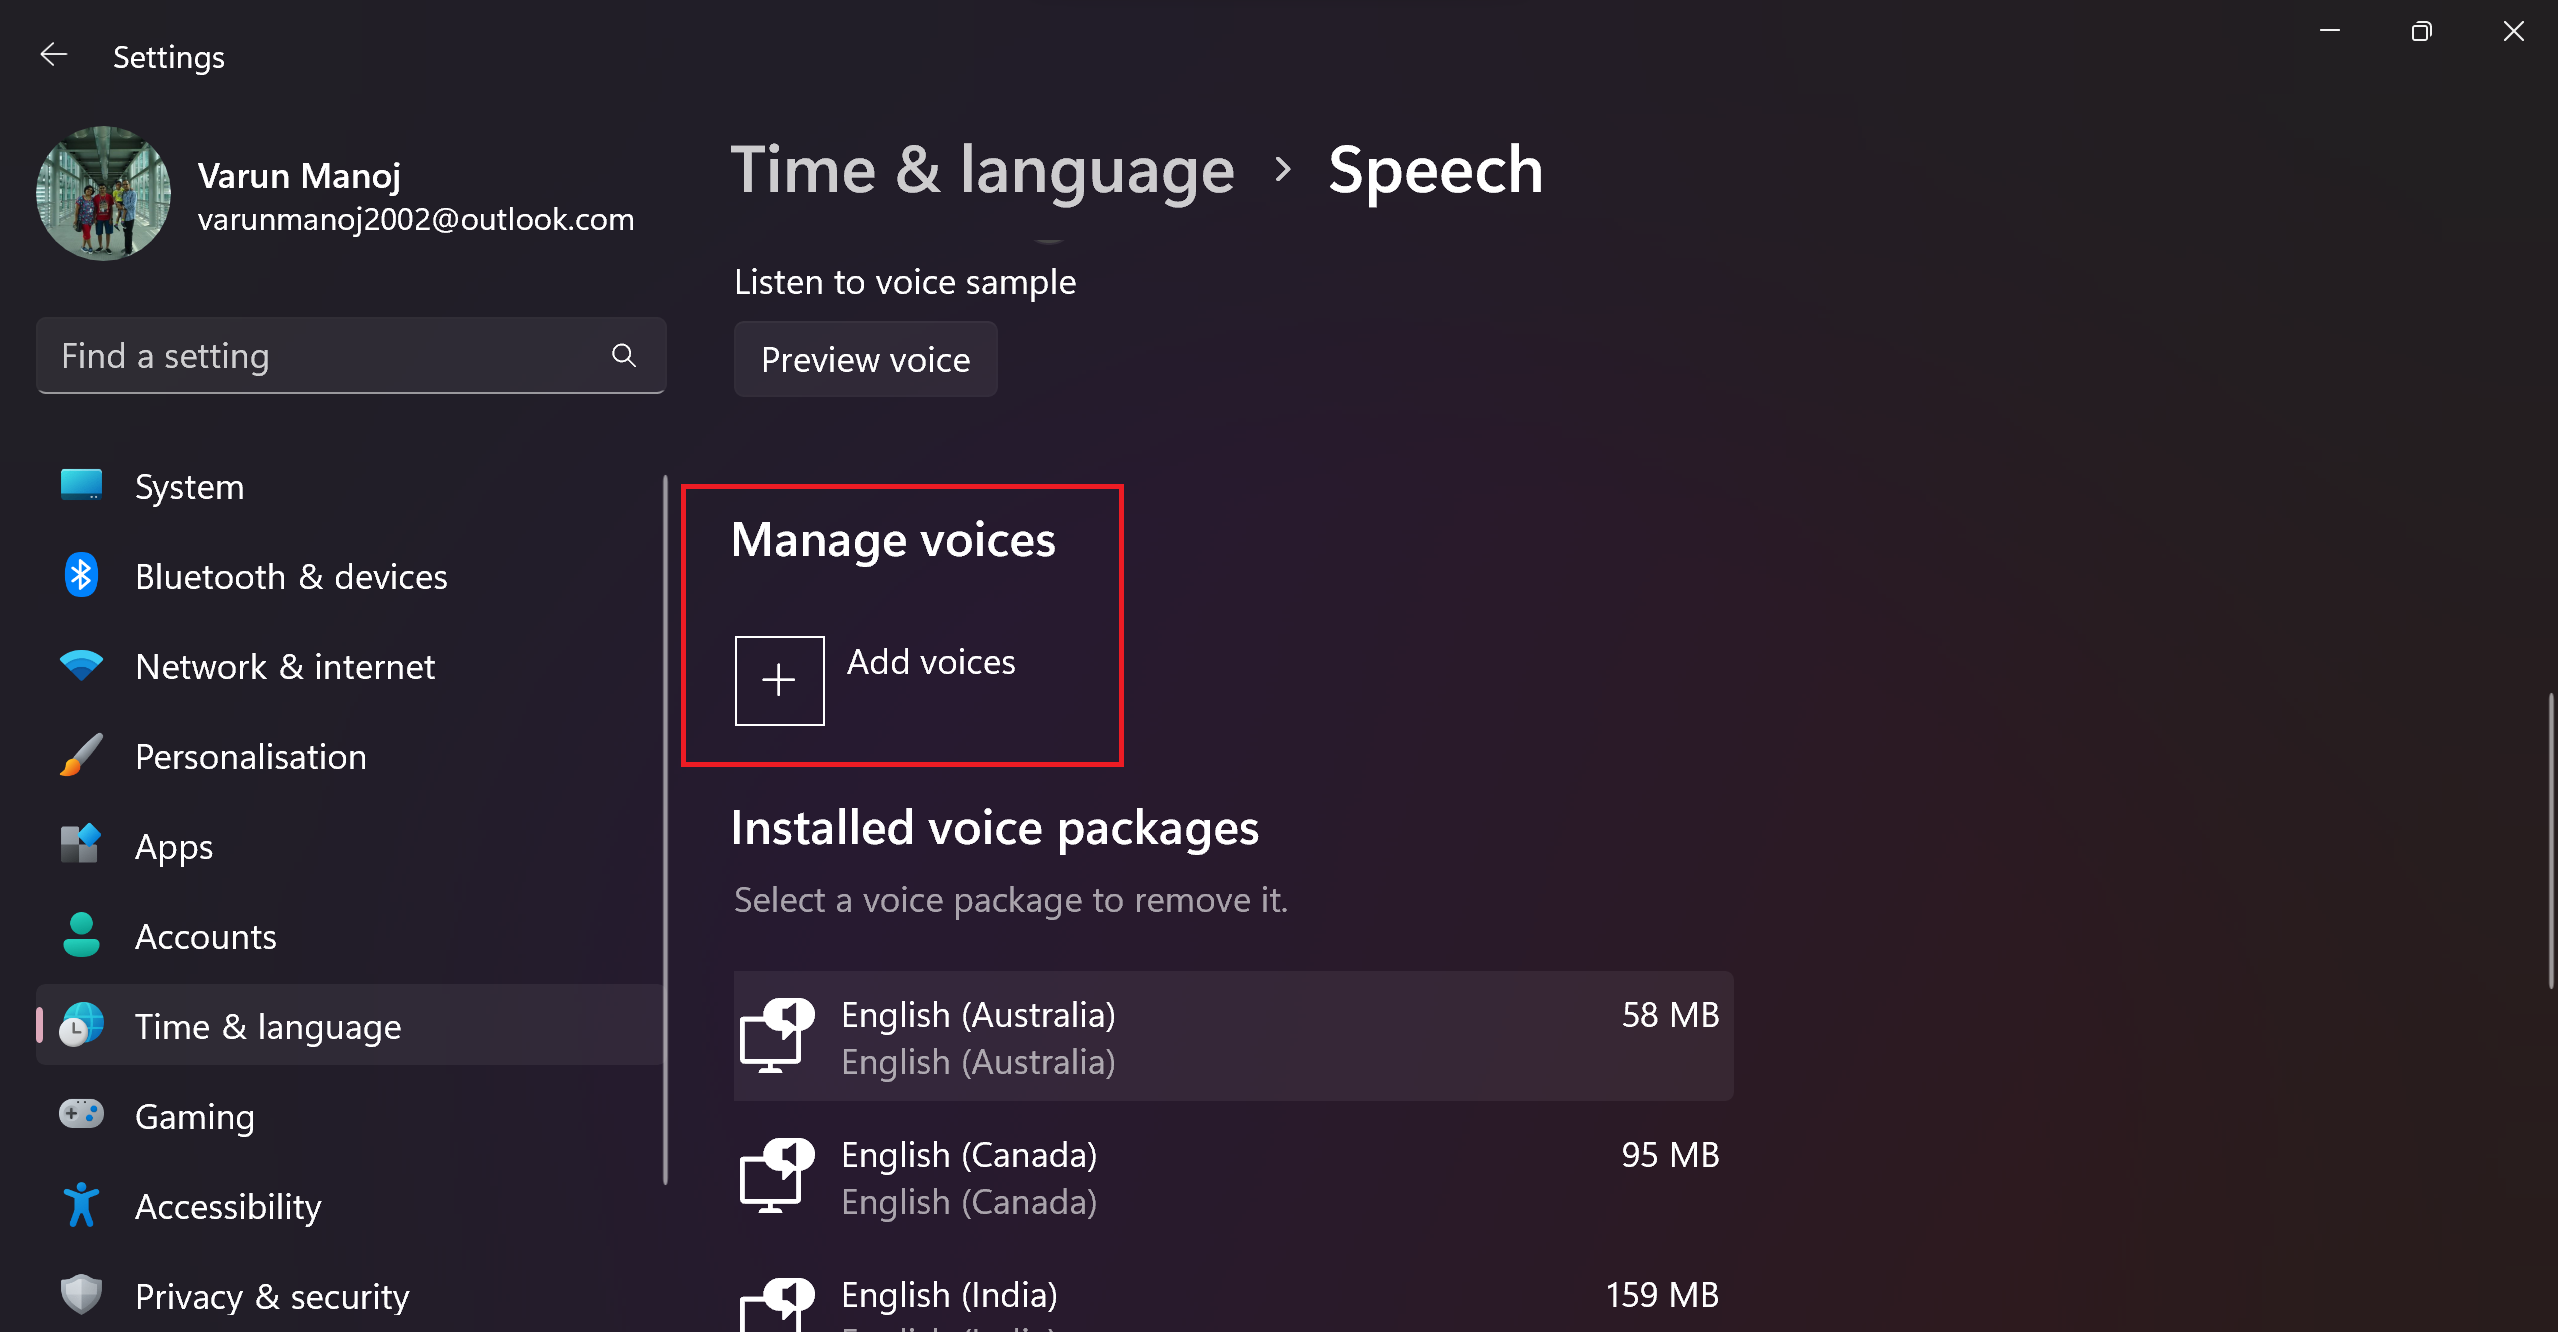 Settings
Varun Manoj
varunmanoj2002@outlook.com
Find a setting
System
Bluetooth & devices
Network & internet
Personalisation
Apps
Accounts
Time & language
Gaming
Accessibility
Privacy & security
Time & language > Speech
Listen to voice sample
Preview voice
Manage voices
Add voices
Installed voice packages
Select a voice package to remove it.
English (Australia) 58 MB
English (Australia)
English (Canada) 95 MB
English (Canada)
English (India) 159 MB